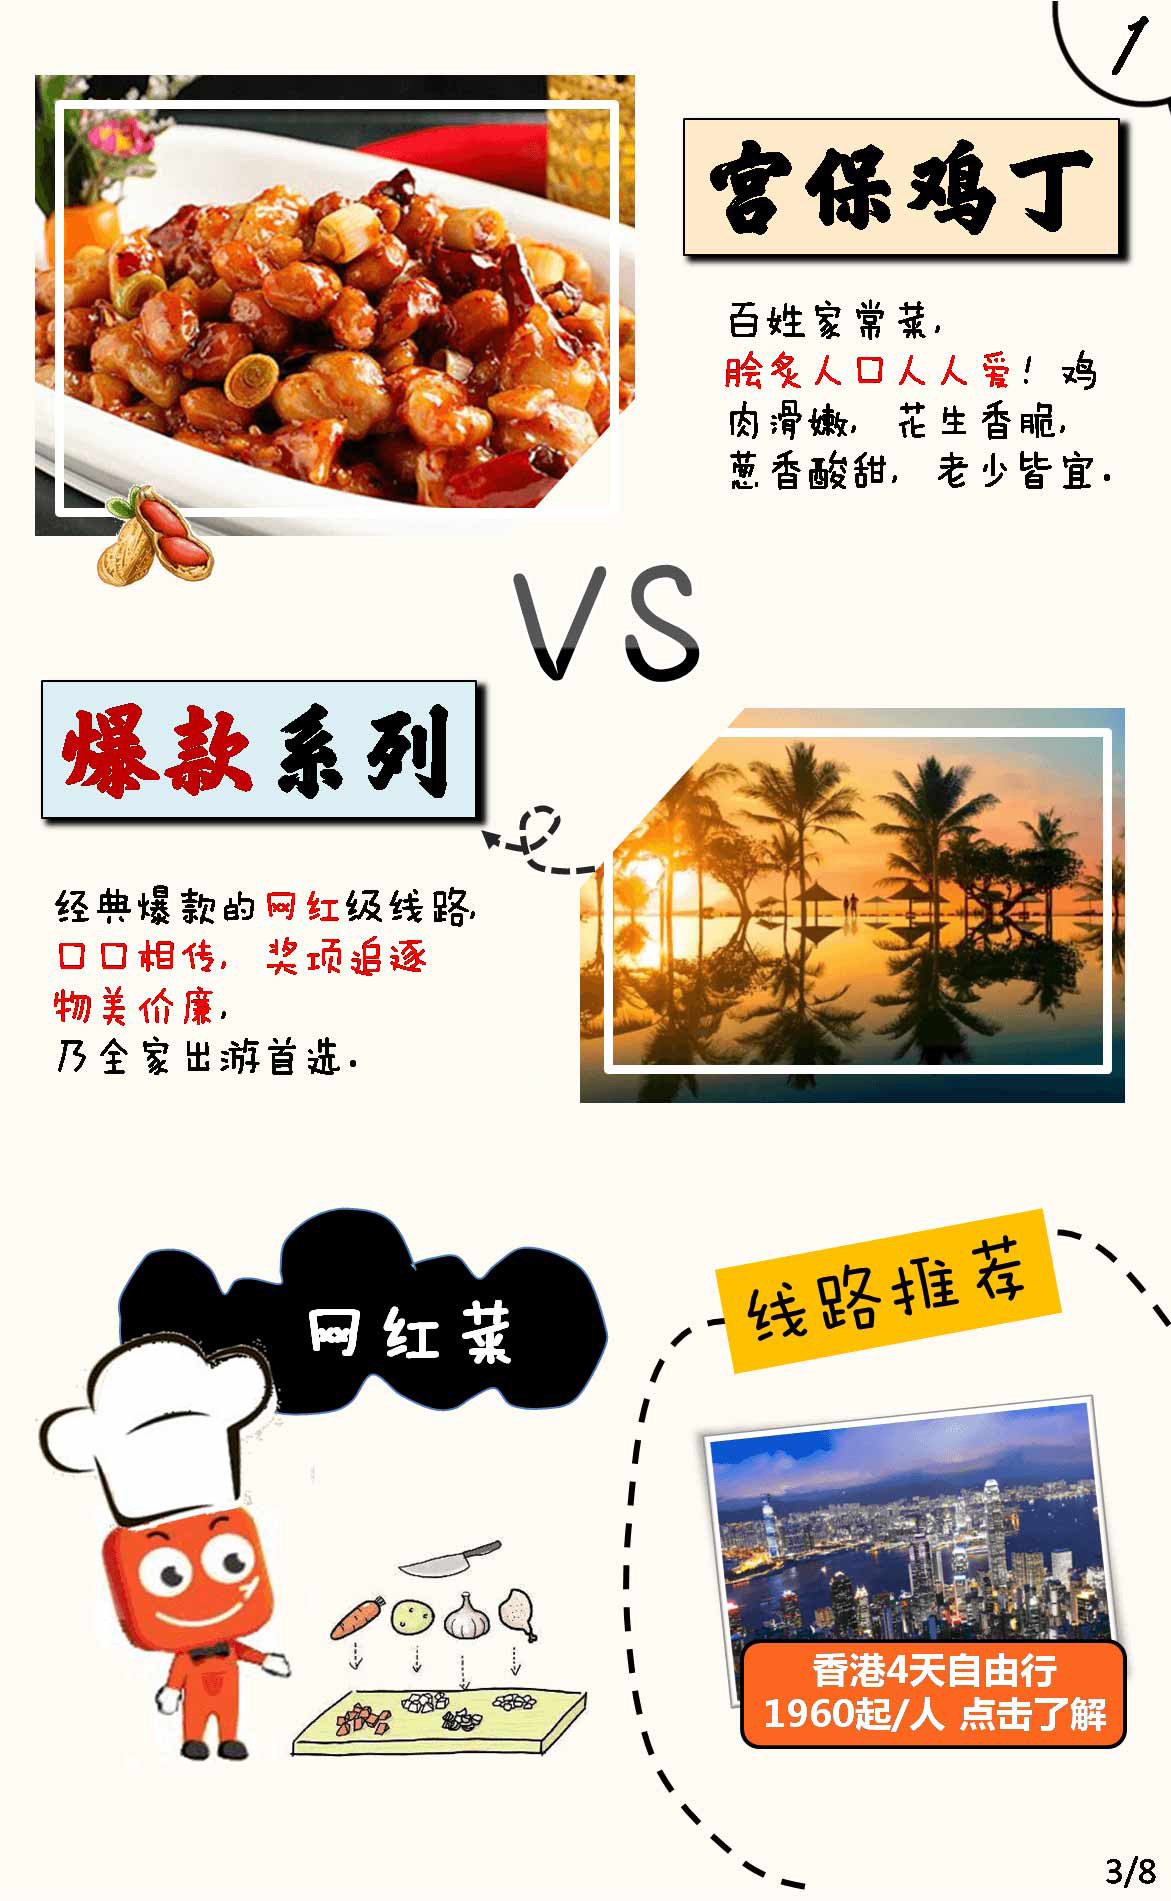 1
宫保鸡丁
百姓家常菜，
脍炙人口人人爱！鸡
肉滑嫩，花生香脆，
葱香酸甜，老少皆宜.
VS
爆款系列
经典爆款的网红级线路，
口口相传，奖项追逐
物美价廉，
乃全家出游首选.
网红菜
线路推荐
香港4天自由行
1960起/人 点击了解
3/8